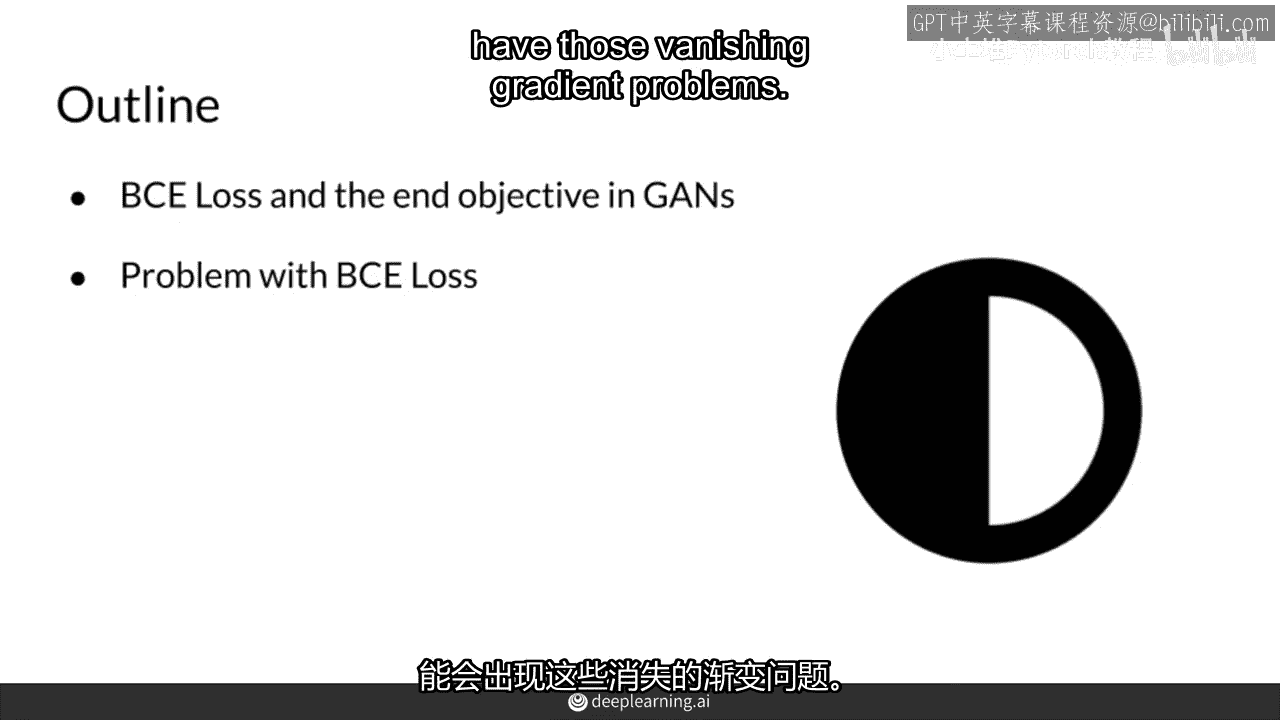 GPT中英字幕课程资源@bilibili.com
have those vanishing
gradient problems.
Outline
● BCE Loss and the end objective in GANs
● Problem with BCE Loss
能会出现这些消失的渐变问题。
deeplearning.ai